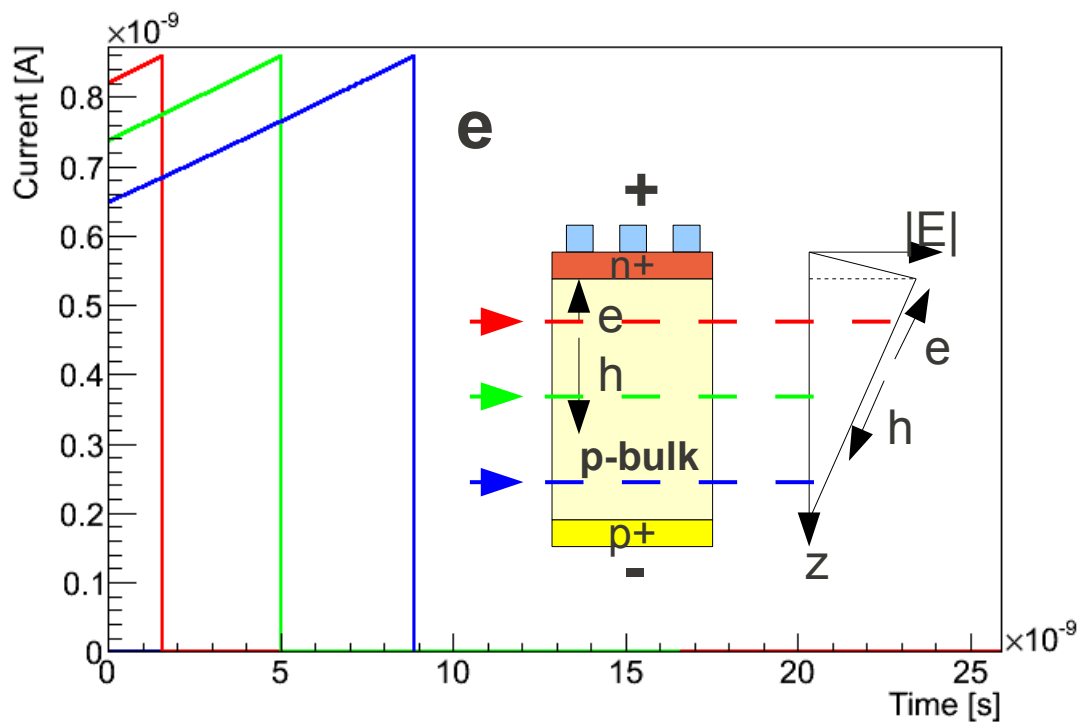 ×10⁻⁹
Current [A]
0.8
0.7
0.6
0.5
0.4
0.3
0.2
0.1
0
0
5
10
15
20
25
×10⁻⁹
Time [s]
e
+
n+
e
h
p-bulk
p+
-
|E|
e
h
z